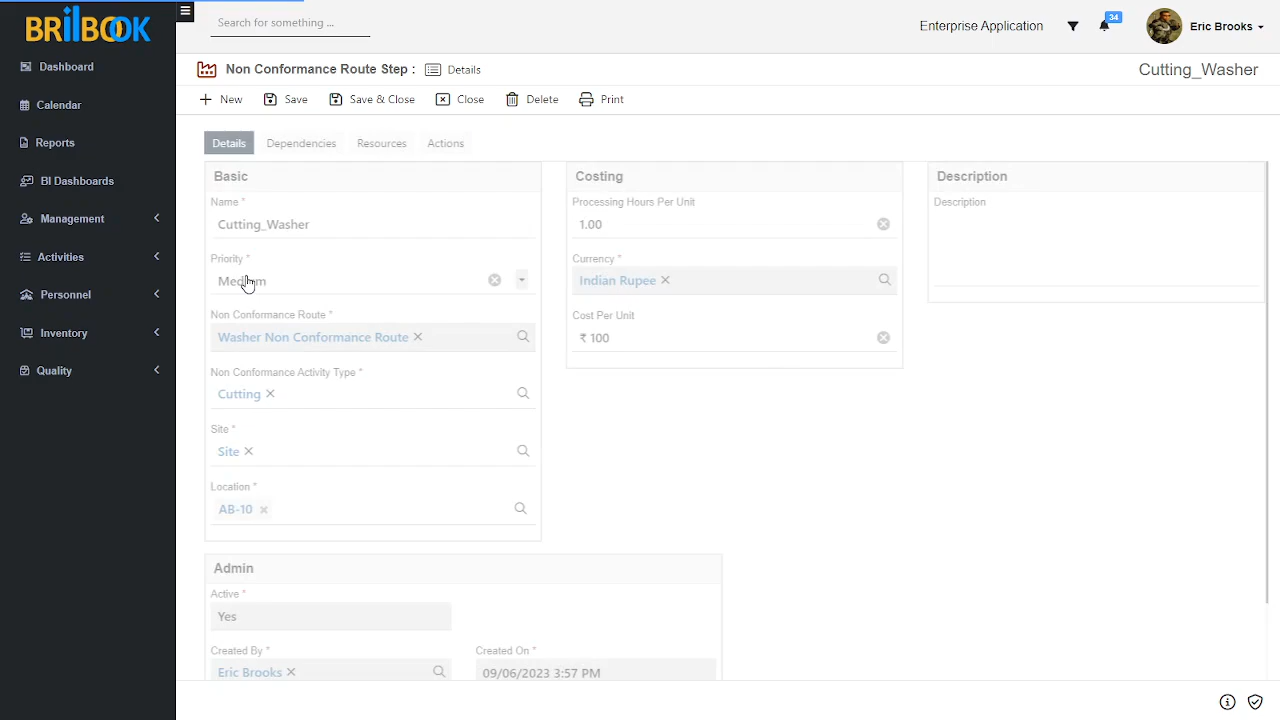 BRILBOOK
Search for something ...
Enterprise Application
34
Eric Brooks
Dashboard
Calendar
Reports
BI Dashboards
Management
Activities
Personnel
Inventory
Quality
Non Conformance Route Step :
Details
Cutting_Washer
New
Save
Save & Close
Close
Delete
Print
Details
Dependencies
Resources
Actions
Basic
Name *
Cutting_Washer
Priority *
Medium
Non Conformance Route *
Washer Non Conformance Route
Non Conformance Activity Type *
Cutting
Site *
Site
Location *
AB-10
Costing
Processing Hours Per Unit
1.00
Currency *
Indian Rupee
Cost Per Unit
₹ 100
Description
Description
Admin
Active *
Yes
Created By *
Eric Brooks
Created On *
09/06/2023 3:57 PM